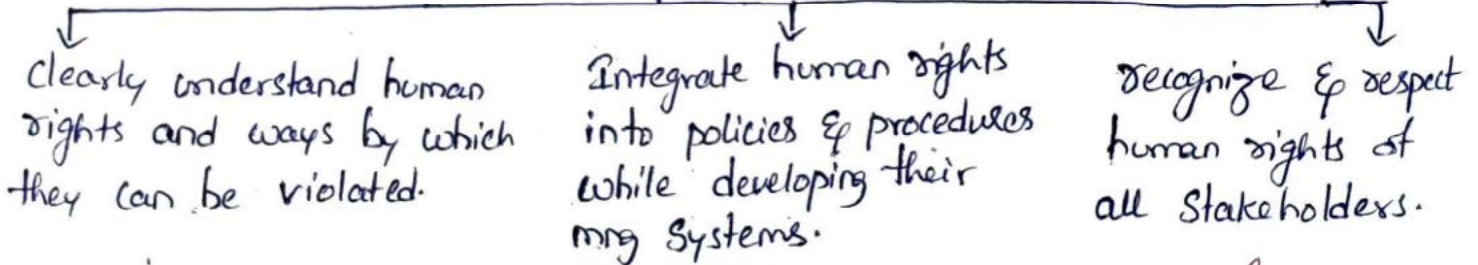 Clearly understand human
rights and ways by which
they can be violated.
Integrate human rights
into policies & procedures
while developing their
mng Systems.
recognize & respect
human rights of
all Stakeholders.